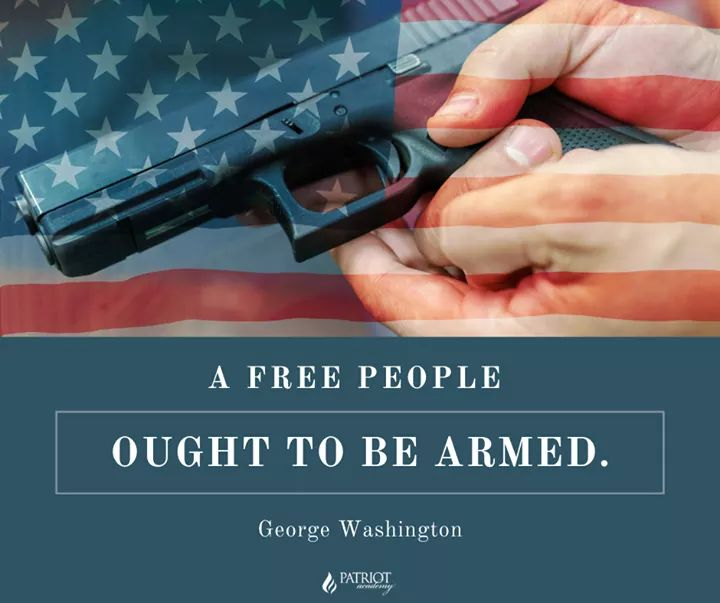 A FREE PEOPLE
OUGHT TO BE ARMED.
George Washington
PATRIOT
academy